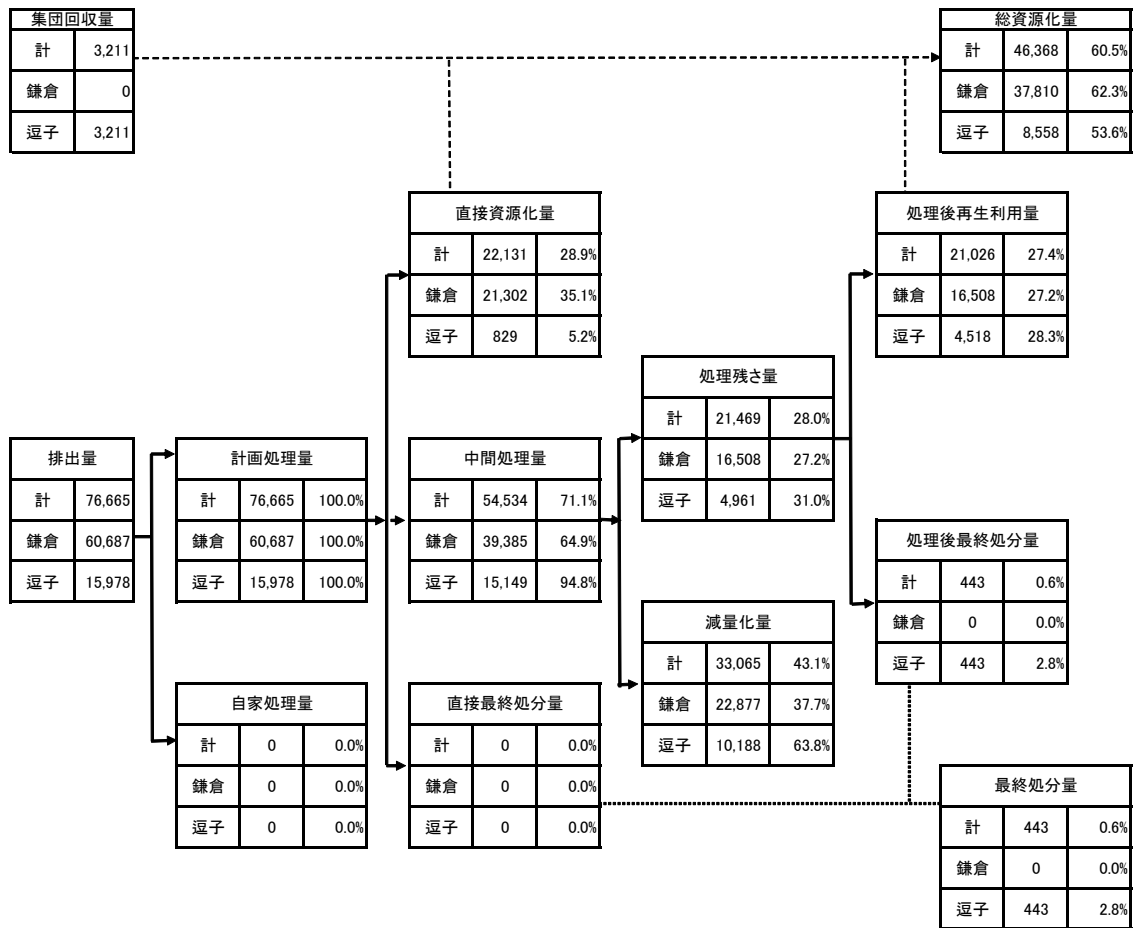 集団回収量
計 3,211
鎌倉 0
逗子 3,211
総資源化量
計 46,368 60.5%
鎌倉 37,810 62.3%
逗子 8,558 53.6%
直接資源化量
計 22,131 28.9%
鎌倉 21,302 35.1%
逗子 829 5.2%
処理後再生利用量
計 21,026 27.4%
鎌倉 16,508 27.2%
逗子 4,518 28.3%
処理残さ量
計 21,469 28.0%
鎌倉 16,508 27.2%
逗子 4,961 31.0%
排出量
計 76,665
鎌倉 60,687
逗子 15,978
計画処理量
計 76,665 100.0%
鎌倉 60,687 100.0%
逗子 15,978 100.0%
中間処理量
計 54,534 71.1%
鎌倉 39,385 64.9%
逗子 15,149 94.8%
処理後最終処分量
計 443 0.6%
鎌倉 0 0.0%
逗子 443 2.8%
減量化量
計 33,065 43.1%
鎌倉 22,877 37.7%
逗子 10,188 63.8%
自家処理量
計 0 0.0%
鎌倉 0 0.0%
逗子 0 0.0%
直接最終処分量
計 0 0.0%
鎌倉 0 0.0%
逗子 0 0.0%
最終処分量
計 443 0.6%
鎌倉 0 0.0%
逗子 443 2.8%